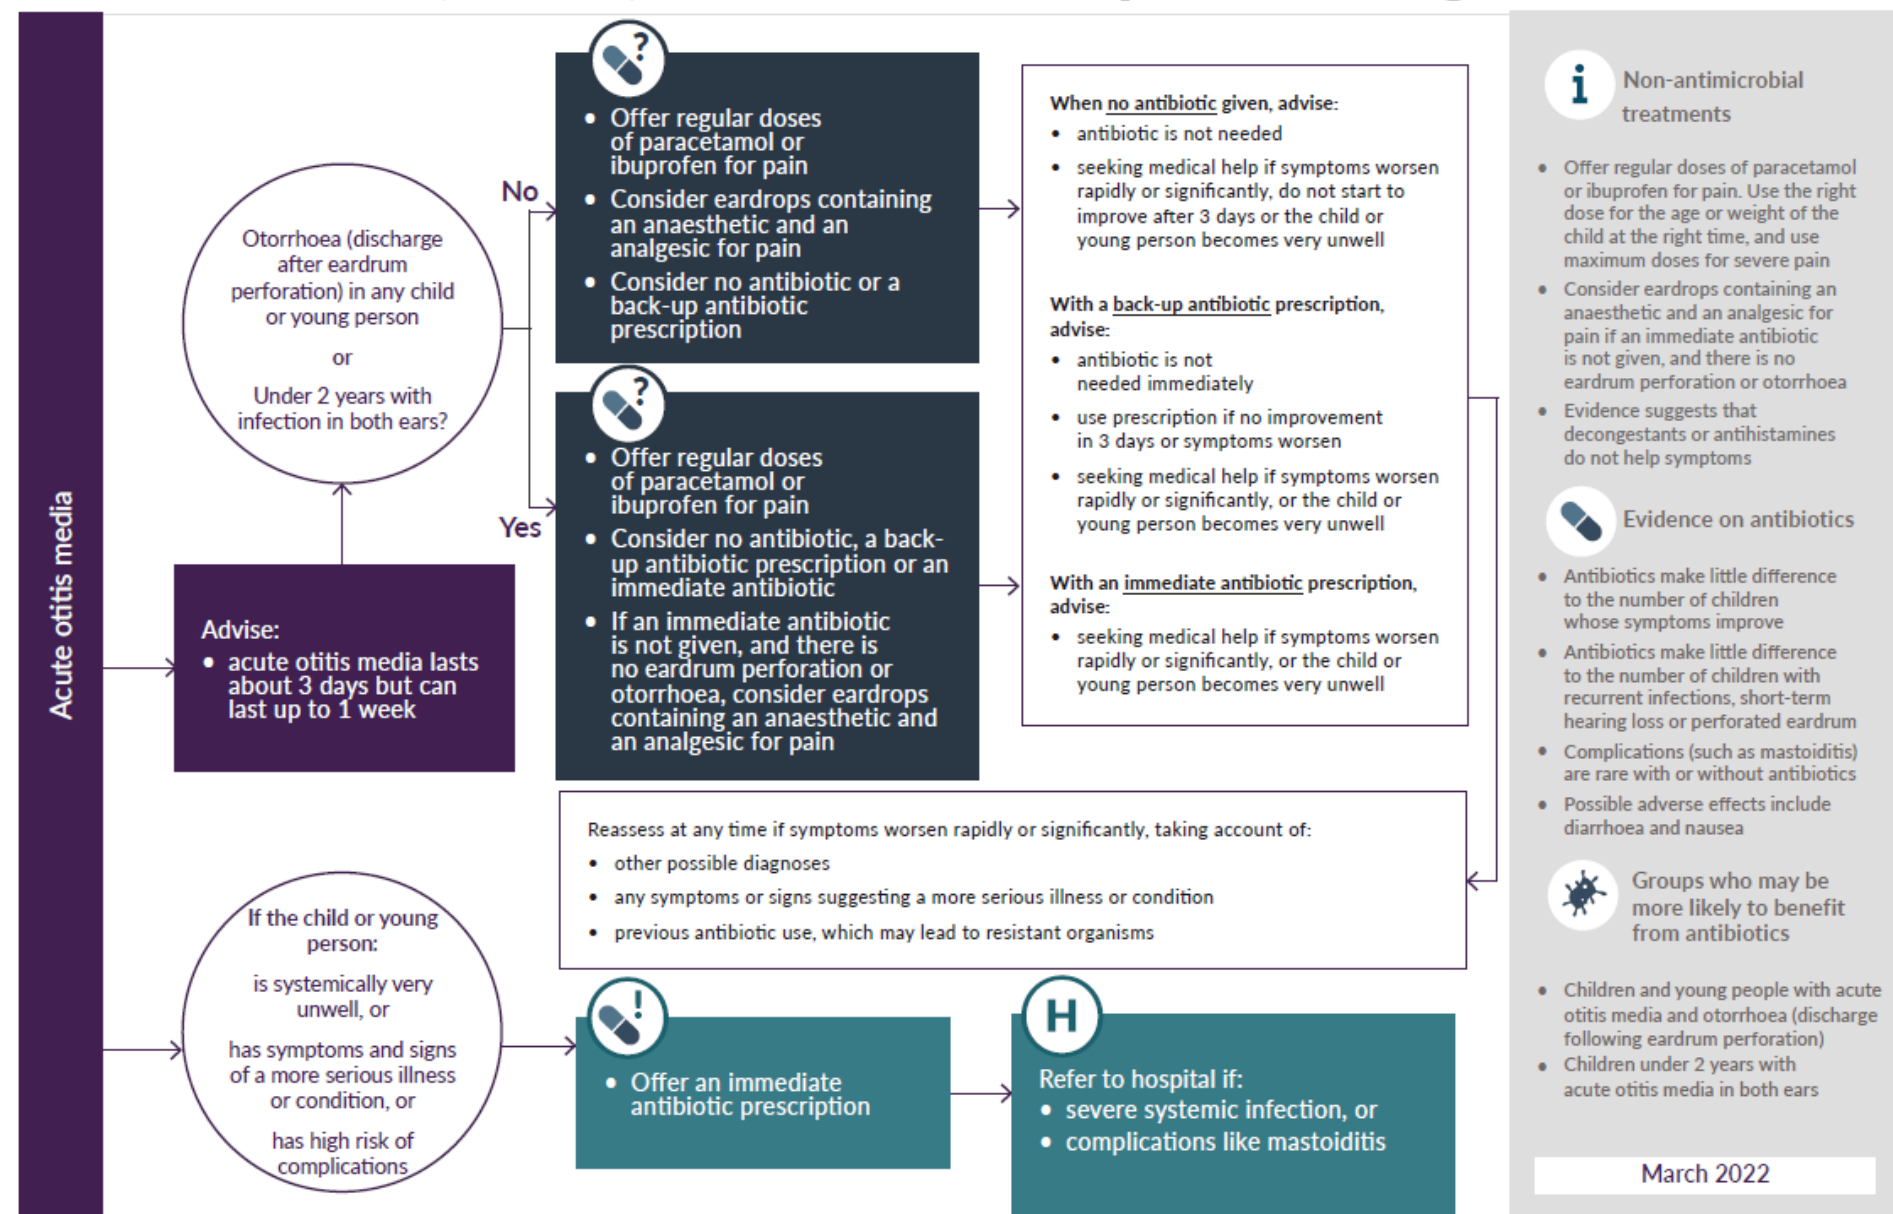 Acute otitis media
Advise:
• acute otitis media lasts
about 3 days but can
last up to 1 week
Otorrhoea (discharge
after eardrum
perforation) in any child
or young person
or
Under 2 years with
infection in both ears?
No
Yes
?
• Offer regular doses
of paracetamol or
ibuprofen for pain
• Consider eardrops containing
an anaesthetic and an
analgesic for pain
• Consider no antibiotic or a
back-up antibiotic
prescription
?
• Offer regular doses
of paracetamol or
ibuprofen for pain
• Consider no antibiotic, a back-
up antibiotic prescription or an
immediate antibiotic
• If an immediate antibiotic
is not given, and there is
no eardrum perforation or
otorrhoea, consider eardrops
containing an anaesthetic and
an analgesic for pain
When no antibiotic given, advise:
• antibiotic is not needed
• seeking medical help if symptoms worsen
rapidly or significantly, do not start to
improve after 3 days or the child or
young person becomes very unwell
With a back-up antibiotic prescription,
advise:
• antibiotic is not
needed immediately
• use prescription if no improvement
in 3 days or symptoms worsen
• seeking medical help if symptoms worsen
rapidly or significantly, or the child or
young person becomes very unwell
With an immediate antibiotic prescription,
advise:
• seeking medical help if symptoms worsen
rapidly or significantly, or the child or
young person becomes very unwell
Reassess at any time if symptoms worsen rapidly or significantly, taking account of:
• other possible diagnoses
• any symptoms or signs suggesting a more serious illness or condition
• previous antibiotic use, which may lead to resistant organisms
If the child or young
person:
is systemically very
unwell, or
has symptoms and signs
of a more serious illness
or condition, or
has high risk of
complications
!
• Offer an immediate
antibiotic prescription
H
Refer to hospital if:
• severe systemic infection, or
• complications like mastoiditis
i
Non-antimicrobial
treatments
• Offer regular doses of paracetamol
or ibuprofen for pain. Use the right
dose for the age or weight of the
child at the right time, and use
maximum doses for severe pain
• Consider eardrops containing an
anaesthetic and an analgesic for
pain if an immediate antibiotic
is not given, and there is no
eardrum perforation or otorrhoea
• Evidence suggests that
decongestants or antihistamines
do not help symptoms
Evidence on antibiotics
• Antibiotics make little difference
to the number of children
whose symptoms improve
• Antibiotics make little difference
to the number of children with
recurrent infections, short-term
hearing loss or perforated eardrum
• Complications (such as mastoiditis)
are rare with or without antibiotics
• Possible adverse effects include
diarrhoea and nausea
Groups who may be
more likely to benefit
from antibiotics
• Children and young people with acute
otitis media and otorrhoea (discharge
following eardrum perforation)
• Children under 2 years with
acute otitis media in both ears
March 2022